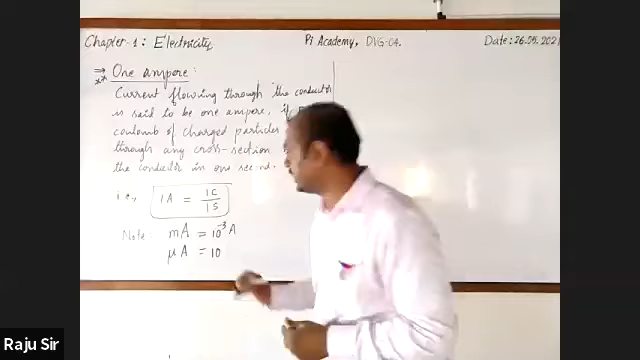 Chapter-1: Electricity
Pi Academy, DVG-04.
Date: 26.05.2021
⇒ One ampere:
**
Current flowing through the conductor
is said to be one ampere, if
coulomb of charged particles
through any cross-section
the conductor in one second.
i.e., 1A = 1C/1S
Note mA = 10⁻³ A
μA = 10
Raju Sir